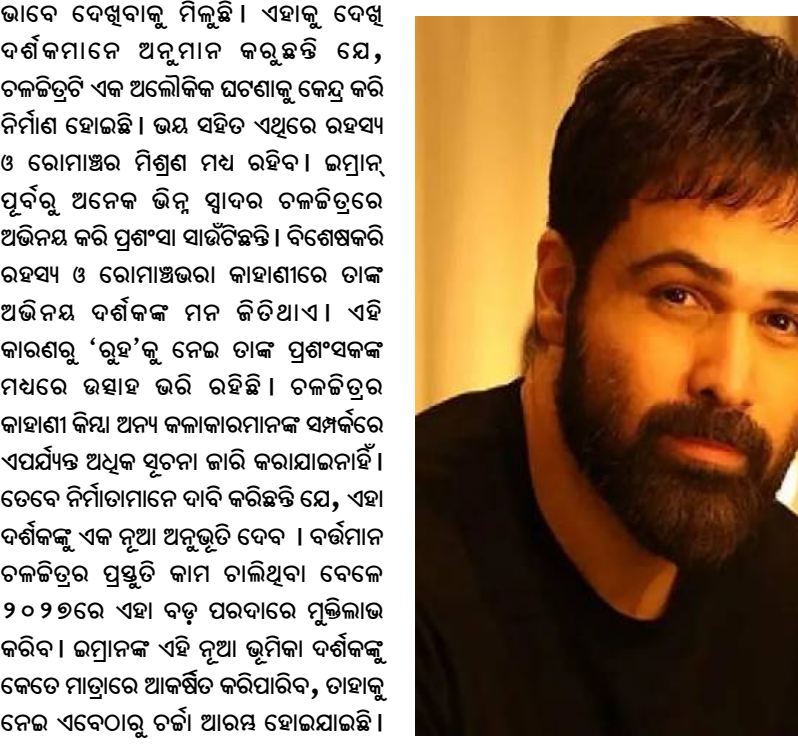 ଭାବେ ଦେଖିବାକୁ ମିଳୁଛି। ଏହାକୁ ଦେଖି
ଦର୍ଶକମାନେ ଅନୁମାନ କରୁଛନ୍ତି ଯେ,
ଚଳଚ୍ଚିତ୍ରଟି ଏକ ଅଲୌକିକ ଘଟଣାକୁ କେନ୍ଦ୍ର କରି
ନିର୍ମାଣ ହୋଇଛି। ଭୟ ସହିତ ଏଥିରେ ରହସ୍ୟ
ଓ ରୋମାଞ୍ଚର ମିଶ୍ରଣ ମଧ୍ୟ ରହିବ। ଇମ୍ରାନ୍
ପୂର୍ବରୁ ଅନେକ ଭିନ୍ନ ସ୍ୱାଦର ଚଳଚ୍ଚିତ୍ରରେ
ଅଭିନୟ କରି ପ୍ରଶଂସା ସାଉଁଟିଛନ୍ତି। ବିଶେଷକରି
ରହସ୍ୟ ଓ ରୋମାଞ୍ଚଭରା କାହାଣୀରେ ତାଙ୍କ
ଅଭିନୟ ଦର୍ଶକଙ୍କ ମନ ଜିତିଥାଏ। ଏହି
କାରଣରୁ ‘ରୁହ’କୁ ନେଇ ତାଙ୍କ ପ୍ରଶଂସକଙ୍କ
ମଧ୍ୟରେ ଉତ୍ସାହ ଭରି ରହିଛି। ଚଳଚ୍ଚିତ୍ରର
କାହାଣୀ କିମ୍ବା ଅନ୍ୟ କଳାକାରମାନଙ୍କ ସମ୍ପର୍କରେ
ଏପର୍ଯ୍ୟନ୍ତ ଅଧିକ ସୂଚନା ଜାରି କରାଯାଇନାହିଁ।
ତେବେ ନିର୍ମାତାମାନେ ଦାବି କରିଛନ୍ତି ଯେ, ଏହା
ଦର୍ଶକଙ୍କୁ ଏକ ନୂଆ ଅନୁଭୂତି ଦେବ । ବର୍ତ୍ତମାନ
ଚଳଚ୍ଚିତ୍ରର ପ୍ରସ୍ତୁତି କାମ ଚାଲିଥିବା ବେଳେ
୨୦୨୭ରେ ଏହା ବଡ଼ ପରଦାରେ ମୁକ୍ତିଲାଭ
କରିବ। ଇମ୍ରାନଙ୍କ ଏହି ନୂଆ ଭୂମିକା ଦର୍ଶକଙ୍କୁ
କେତେ ମାତ୍ରାରେ ଆକର୍ଷିତ କରିପାରିବ, ତାହାକୁ
ନେଇ ଏବେଠାରୁ ଚର୍ଚ୍ଚା ଆରମ୍ଭ ହୋଇଯାଇଛି।